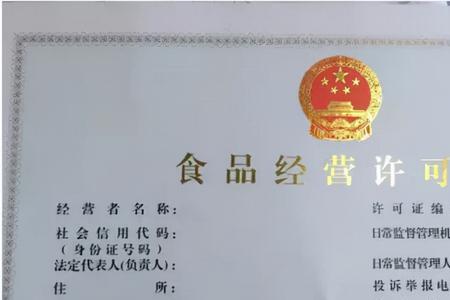 食品经营许可
经营者名称：
许可证编
社会信用代码：
（身份证号码）
日常监督管理机
法定代表人(负责人)：
日常监督管理人
住所：
投诉举报电